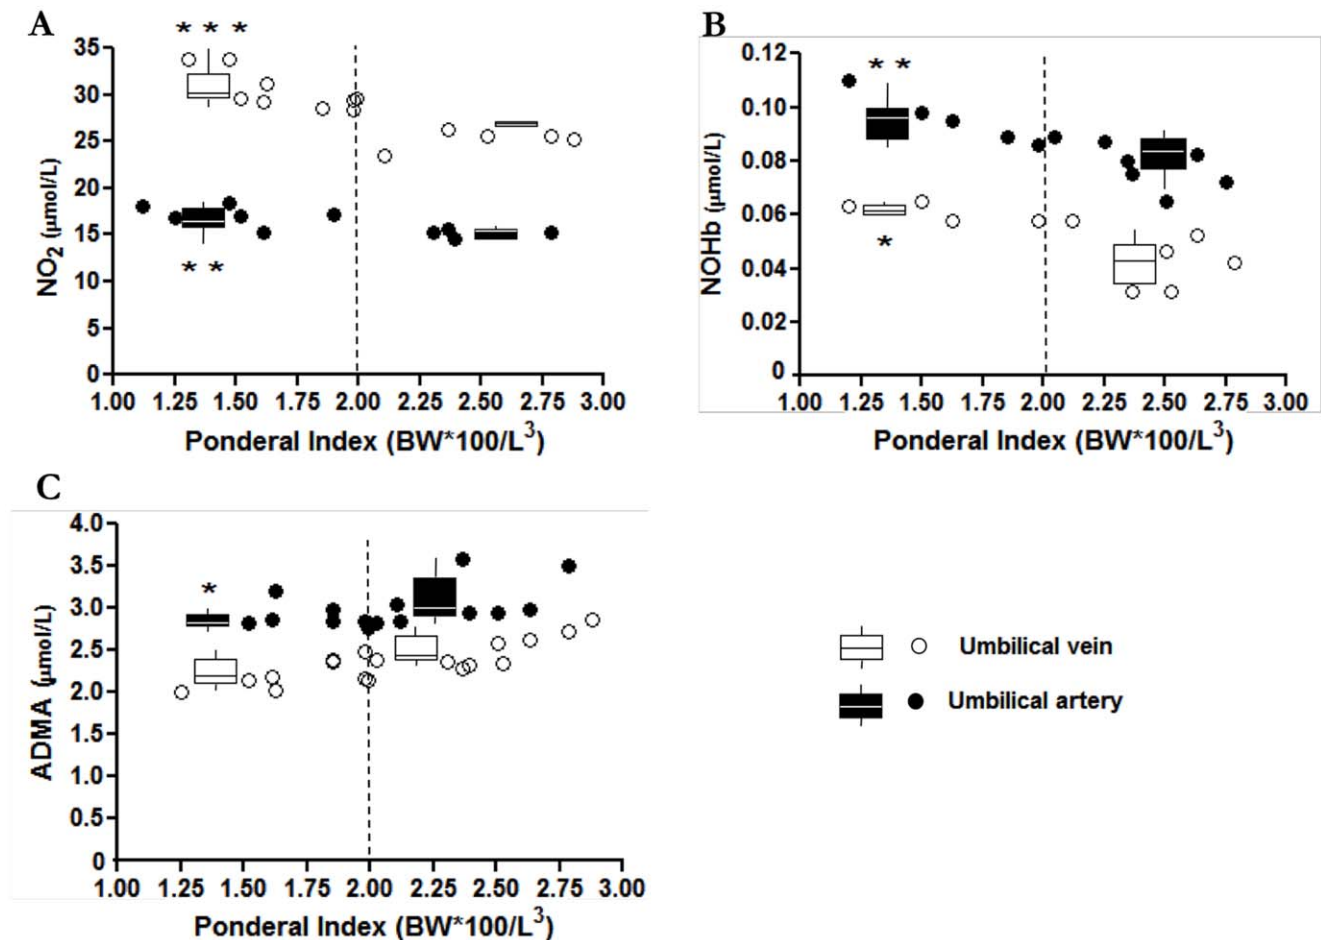 A
* * *
35
30
25
20
15
10
5
0
NO2 (µmol/L)
* *
1.00 1.25 1.50 1.75 2.00 2.25 2.50 2.75 3.00
Ponderal Index (BW*100/L3)
B
* *
0.12
0.10
0.08
0.06
0.04
0.02
0
NOHb (µmol/L)
*
1.00 1.25 1.50 1.75 2.00 2.25 2.50 2.75 3.00
Ponderal Index (BW*100/L3)
C
4.0
3.5
3.0
2.5
2.0
1.5
1.0
0.5
0
ADMA (µmol/L)
*
1.00 1.25 1.50 1.75 2.00 2.25 2.50 2.75 3.00
Ponderal Index (BW*100/L3)
Umbilical vein
Umbilical artery